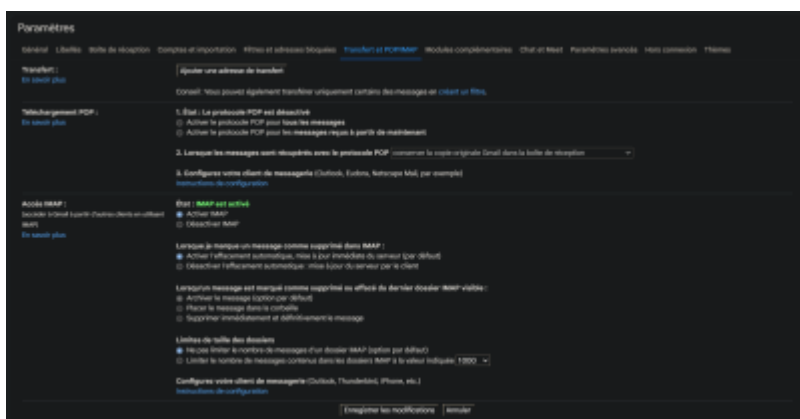 Paramètres
Général Libellés Boîte de réception Comptes et importation Filtres et adresses bloquées Transfert et POP/IMAP Modules complémentaires Chat et Meet Paramètres avancés Hors connexion Thèmes
Transfert :
En savoir plus
Ajouter une adresse de transfert
Conseil : Vous pouvez également transférer uniquement certains des messages en créant un filtre.
Téléchargement POP :
En savoir plus
1. État : Le protocole POP est désactivé
Activer le protocole POP pour tous les messages
Activer le protocole POP pour les messages reçus à partir de maintenant
2. Lorsque les messages sont récupérés avec le protocole POP conserver la copie originale Gmail dans la boîte de réception
3. Configurez votre client de messagerie (Outlook, Eudora, Netscape Mail, par exemple)
Instructions de configuration
Accès IMAP :
(accéder à Gmail à partir d'autres clients en utilisant
IMAP)
En savoir plus
État : IMAP est activé
Activer IMAP
Désactiver IMAP
Lorsque je marque un message comme supprimé dans IMAP :
Activer l'effacement automatique, mise à jour immédiate du serveur (par défaut)
Désactiver l'effacement automatique : mise à jour du serveur par le client
Lorsqu'un message est marqué comme supprimé ou effacé du dernier dossier IMAP visible :
Archiver le message (option par défaut)
Placer le message dans la corbeille
Supprimer immédiatement et définitivement le message
Limites de taille des dossiers
Ne pas limiter le nombre de messages d'un dossier IMAP (option par défaut)
Limiter le nombre de messages contenus dans les dossiers IMAP à la valeur indiquée 1000
Configurez votre client de messagerie (Outlook, Thunderbird, iPhone, etc.)
Instructions de configuration
Enregistrer les modifications Annuler